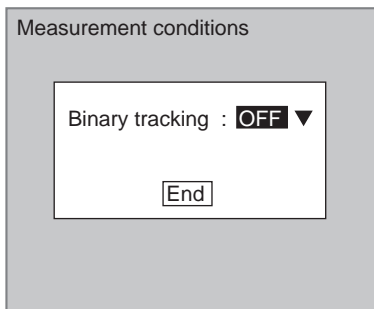 Measurement conditions
Binary tracking : OFF ▼
End